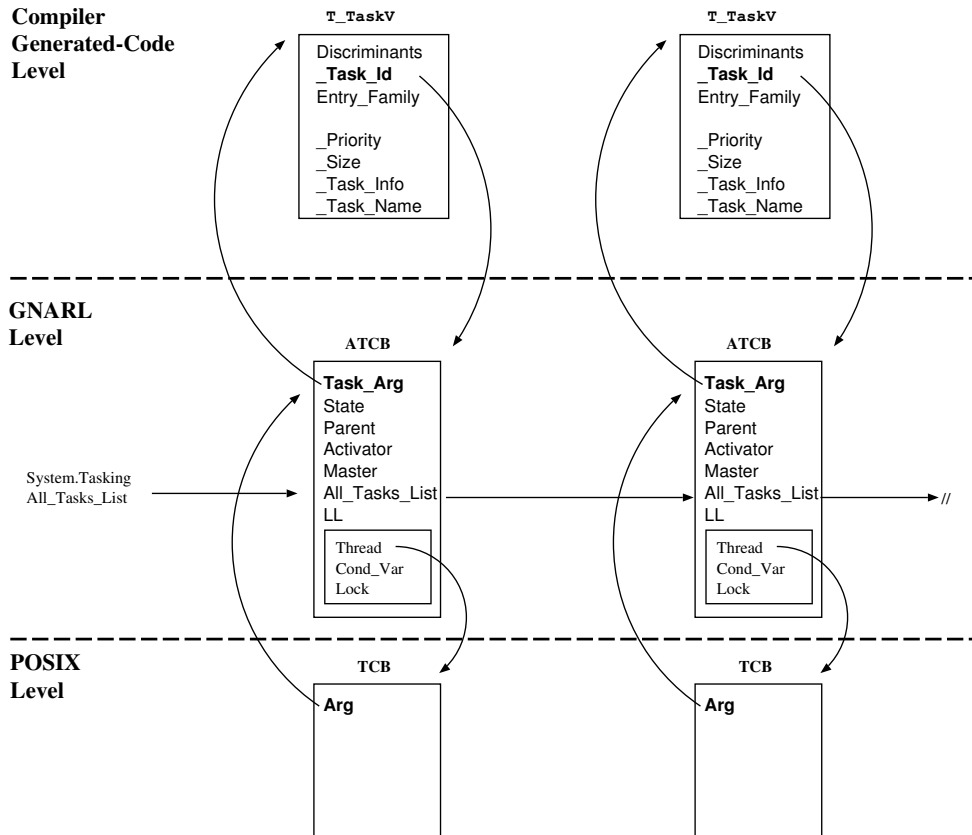 Compiler
Generated-Code
Level
T_TaskV
Discriminants
_Task_Id
Entry_Family
_Priority
_Size
_Task_Info
_Task_Name
T_TaskV
Discriminants
_Task_Id
Entry_Family
_Priority
_Size
_Task_Info
_Task_Name
GNARL
Level
System.Tasking
All_Tasks_List
ATCB
Task_Arg
State
Parent
Activator
Master
All_Tasks_List
LL
Thread
Cond_Var
Lock
ATCB
Task_Arg
State
Parent
Activator
Master
All_Tasks_List
LL
Thread
Cond_Var
Lock
//
POSIX
Level
TCB
Arg
TCB
Arg